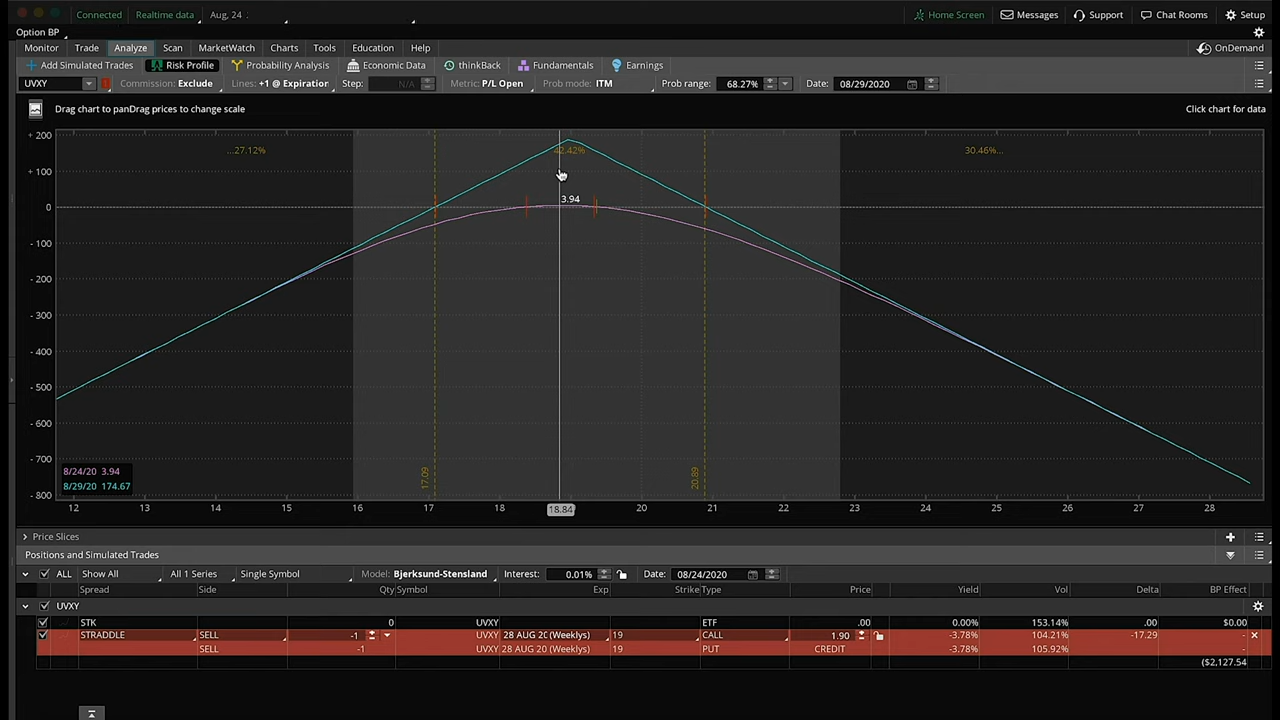 Connected Realtime data Aug, 24 Home Screen Messages Support Chat Rooms Setup
Option BP
Monitor Trade Analyze Scan MarketWatch Charts Tools Education Help OnDemand
Add Simulated Trades Risk Profile Probability Analysis Economic Data thinkBack Fundamentals Earnings
UVXY Commission: Exclude Lines: +1 @ Expiration Step: N/A Metric: P/L Open Prob mode: ITM Prob range: 68.27% Date: 08/29/2020
Drag chart to panDrag prices to change scale Click chart for data
+ 200
...27.12% 42.42% 30.46%...
+ 100
3.94
0
- 100
- 200
- 300
- 400
- 500
- 600
17.09 20.89
- 700
8/24/20 3.94
8/29/20 174.67
- 800
12 13 14 15 16 17 18.84 19 20 21 22 23 24 25 26 27 28
Price Slices
Positions and Simulated Trades
ALL Show All All 1 Series Single Symbol Model: Bjerksund-Stensland Interest: 0.01% Date: 08/24/2020
Spread Side Qty Symbol Exp Strike Type Price Yield Vol Delta BP Effect
UVXY
STK 0 UVXY ETF .00 0.00% 153.14% .00 $0.00
STRADDLE SELL -1 UVXY 28 AUG 20 (Weeklys) 19 CALL 1.90 -3.78% 104.21% -17.29 -
SELL -1 UVXY 28 AUG 20 (Weeklys) 19 PUT CREDIT -3.78% 105.92% -
($2,127.54